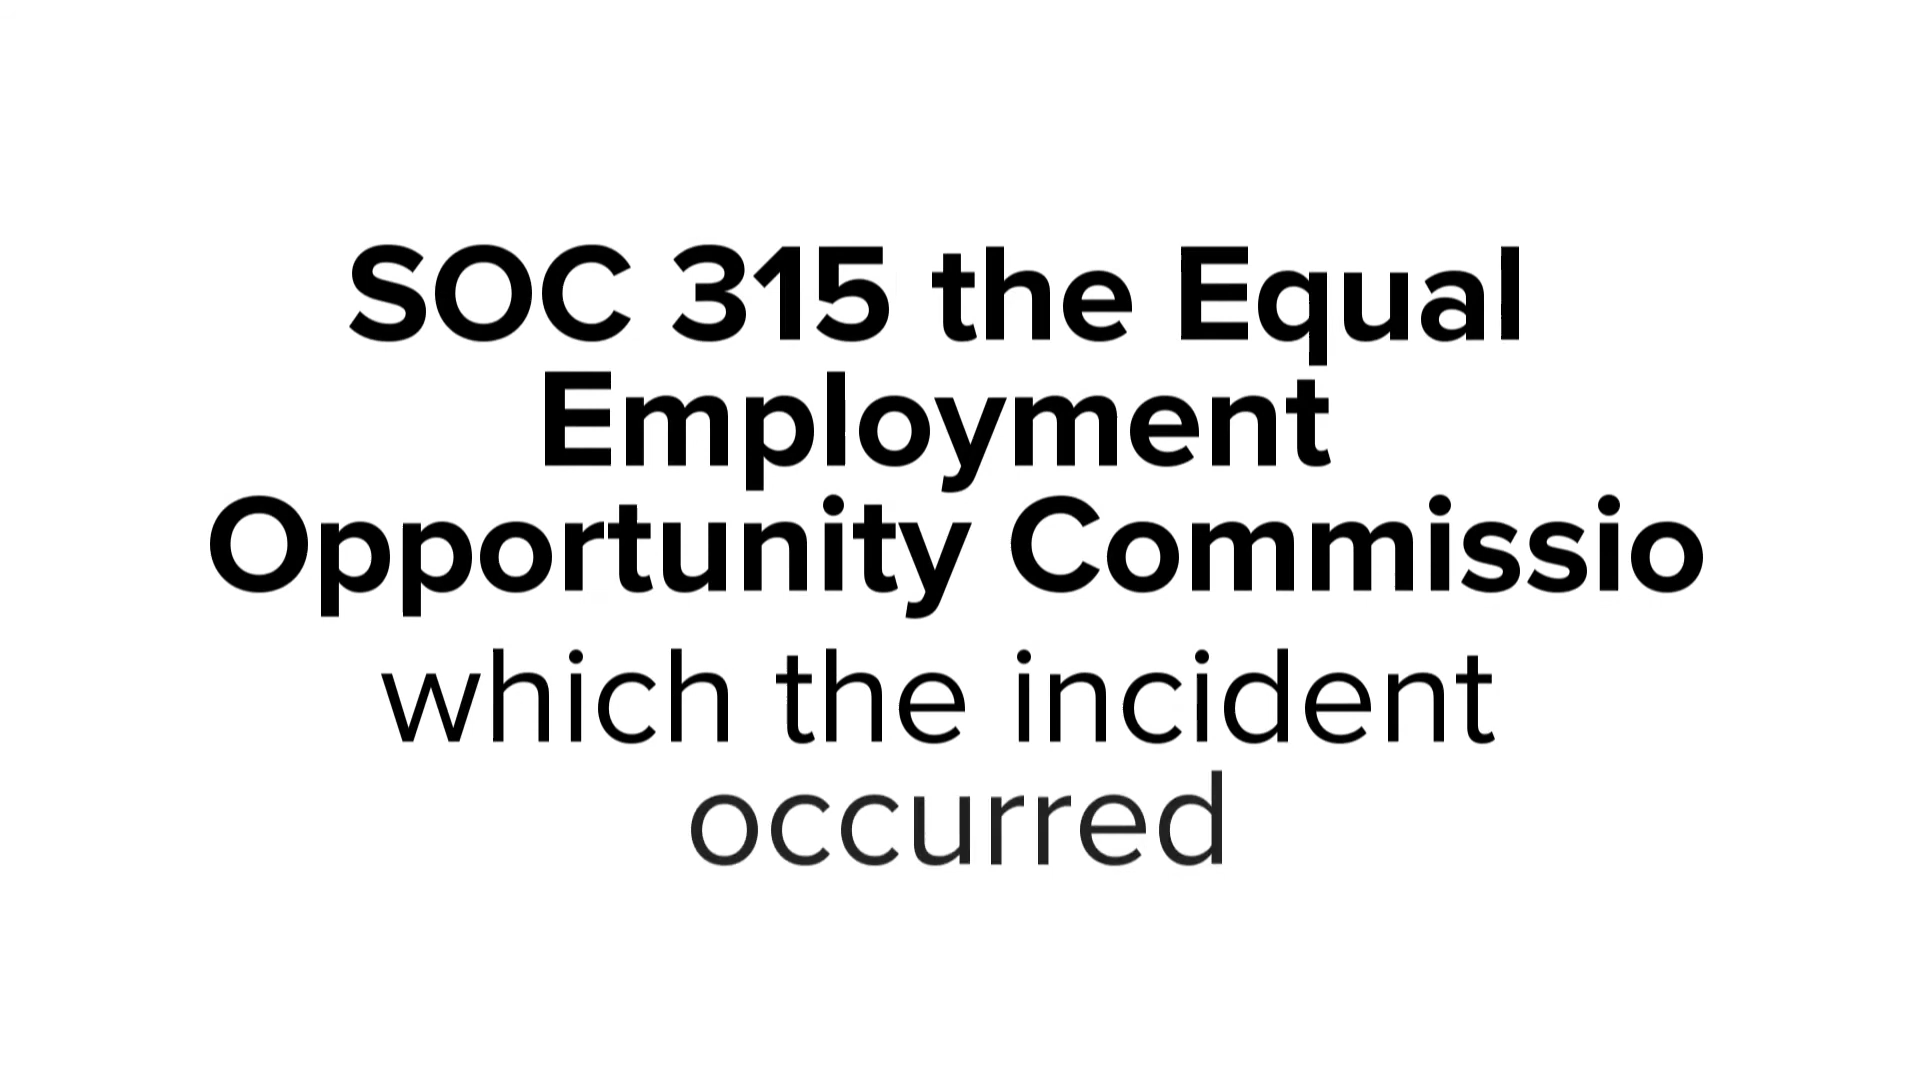 SOC 315 the Equal
Employment
Opportunity Commissio
which the incident
occurred